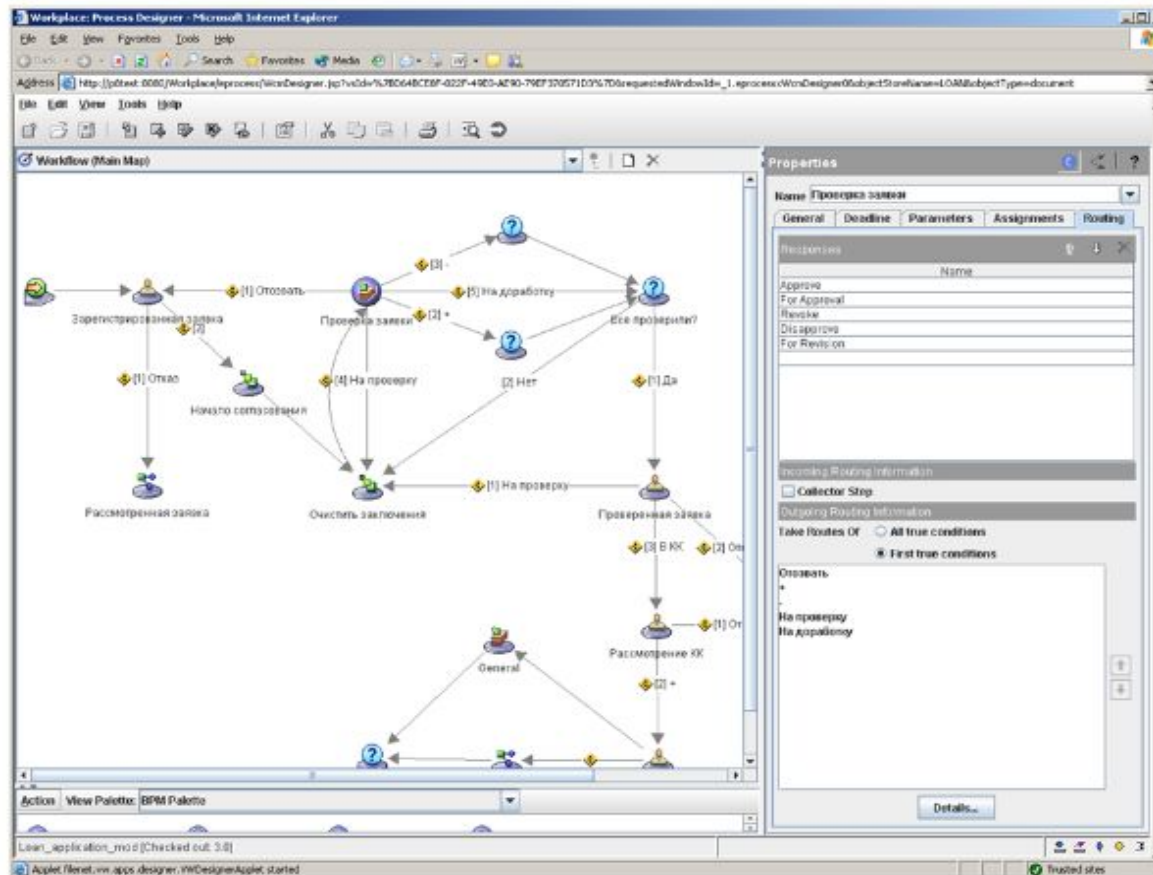 Workplace: Process Designer - Microsoft Internet Explorer
File Edit View Favorites Tools Help
Back Search Favorites Media
Address
File Edit View Tools Help
Workflow (Main Map)
[3] -
[1] Отозвать
[5] На доработку
Зарегистрированная заявка
Проверка заявки
[2] +
Все проверили?
[2]
[1] Отказ
[4] На проверку
[2] Нет
[1] Да
Начало согласования
[1] На проверку
Рассмотренная заявка
Очистить заключения
Проверенная заявка
[3] В КК
[1] От
General
Рассмотрение КК
[2] +
Action View Palette: BPM Palette
Loan_application_mod [Checked out: 3.0]
Applet filenet.vw.apps.designer.VWDesignerApplet started
Properties
Name Проверка заявки
General Deadline Parameters Assignments Routing
Responses
Name
Approve
For Approval
Revoke
Disapprove
For Revision
Incoming Routing Information
Collector Step
Outgoing Routing Information
Take Routes Of All true conditions
First true conditions
Отозвать
+
-
На проверку
На доработку
Details...
Trusted sites